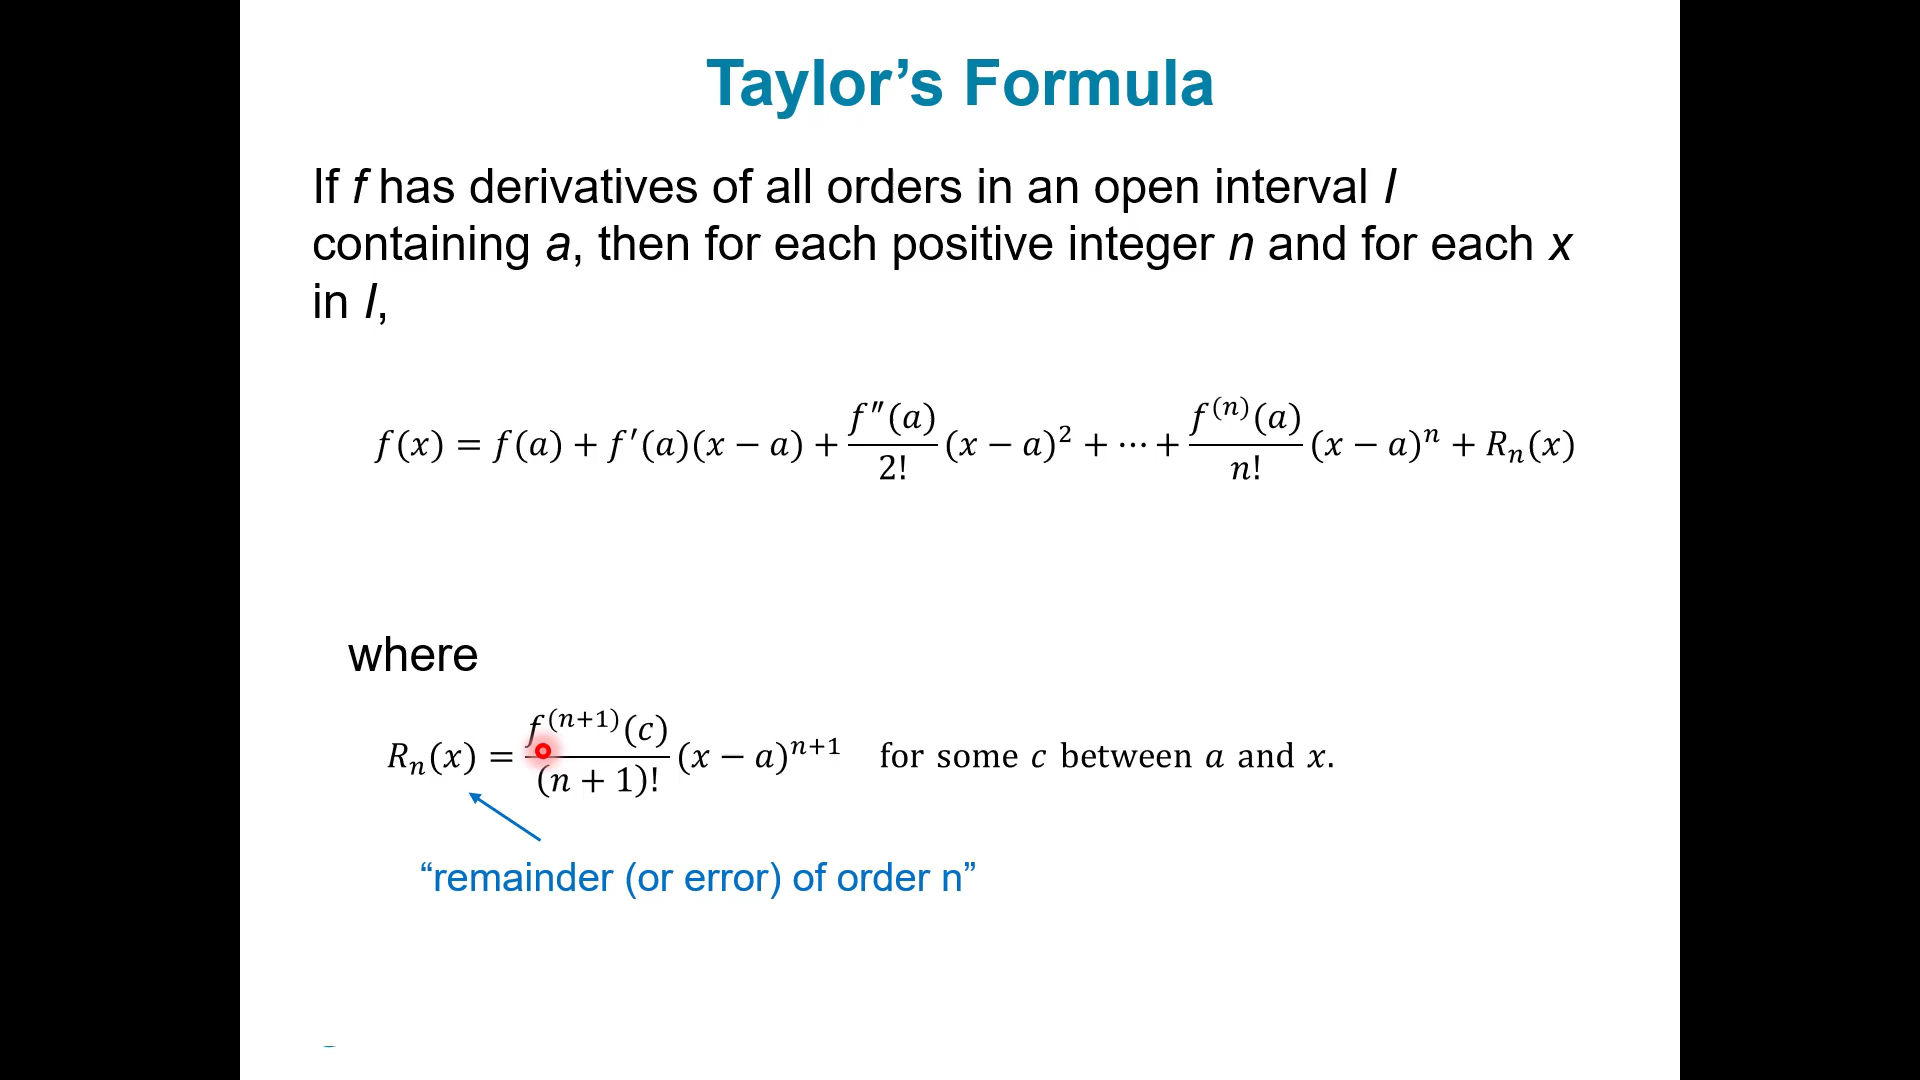 Taylor’s Formula
If f has derivatives of all orders in an open interval I
containing a, then for each positive integer n and for each x
in I,
f(x) = f(a) + f′(a)(x − a) + f″(a)/2! (x − a)² + ⋯ + f⁽ⁿ⁾(a)/n! (x − a)ⁿ + Rₙ(x)
where
Rₙ(x) = f⁽ⁿ⁺¹⁾(c)/(n + 1)! (x − a)ⁿ⁺¹ for some c between a and x.
“remainder (or error) of order n”